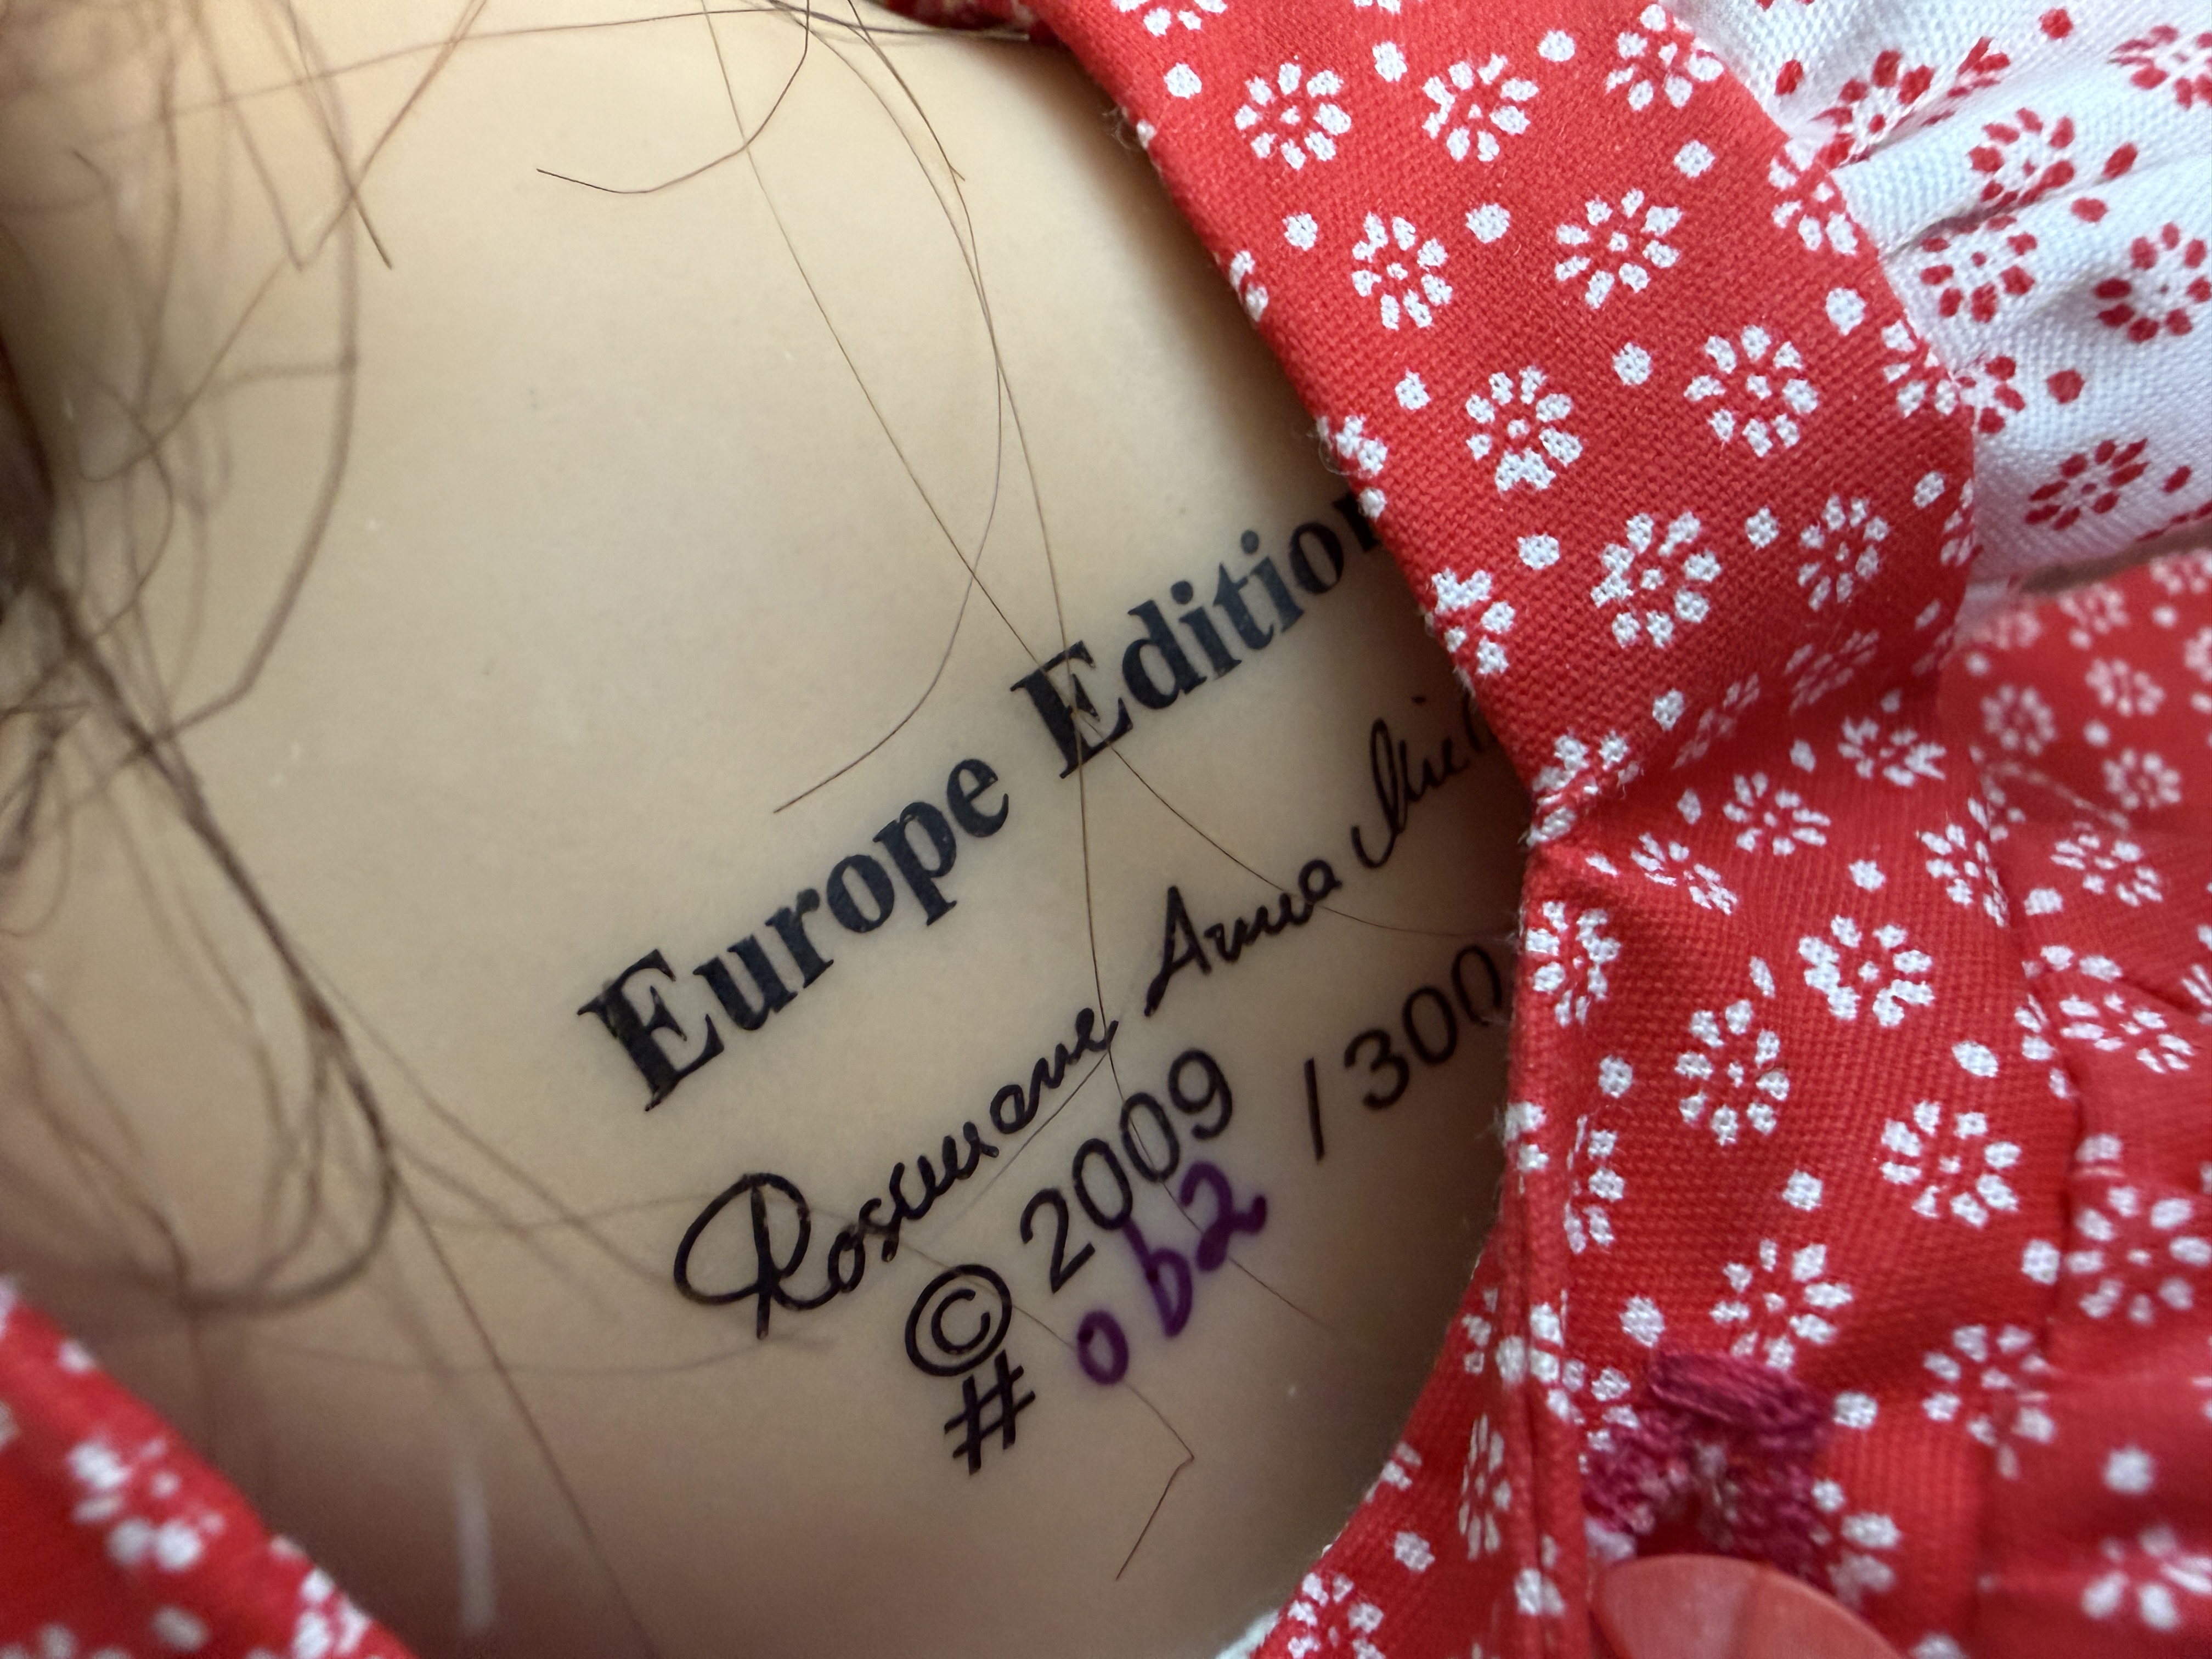 Europe Edition
Rosemarie Anna
© 2009
# 062 /300